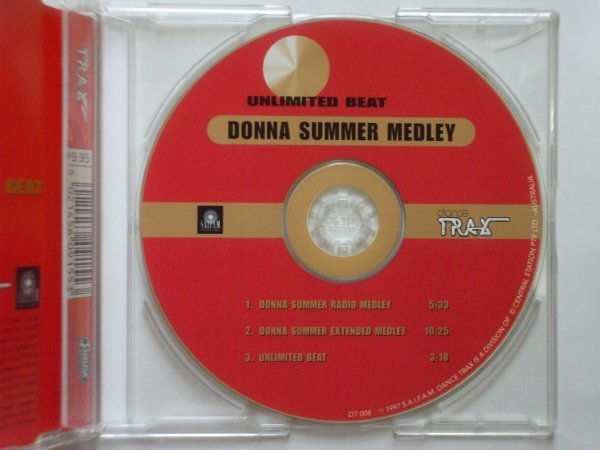 TRAX
$9.95
BEAT
UNLIMITED BEAT
DONNA SUMMER MEDLEY
S.A.I.F.A.M.
dance
TRAX
1. DONNA SUMMER RADIO MEDLEY 5:33
2. DONNA SUMMER EXTENDED MEDLEY 10:25
3. UNLIMITED BEAT 3:18
DT 008 ℗ 1997 S.A.I.F.A.M. DANCE TRAX IS A DIVISION OF © CENTRAL STATION PTY LTD - AUSTRALIA